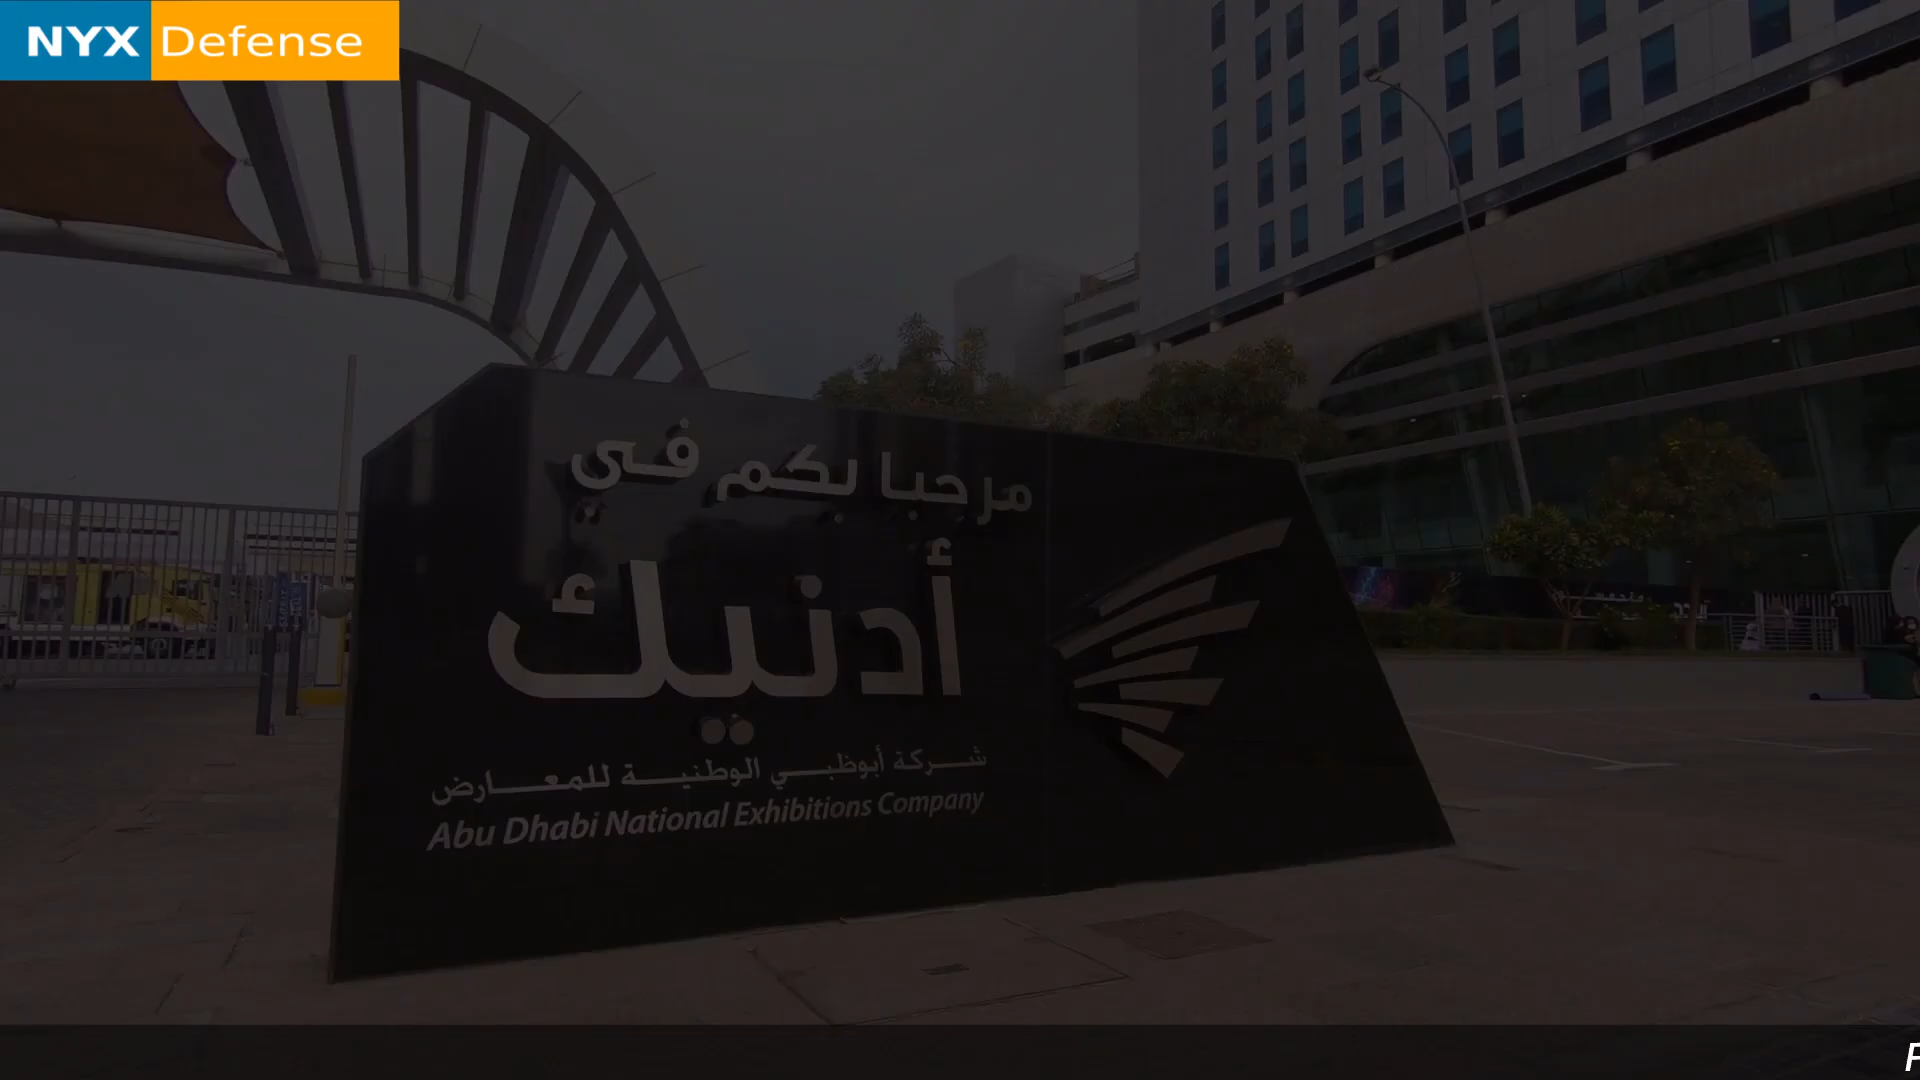 NYX Defense
مرحبا بكم في
أدنيك
شركة أبوظبي الوطنية للمعارض
Abu Dhabi National Exhibitions Company